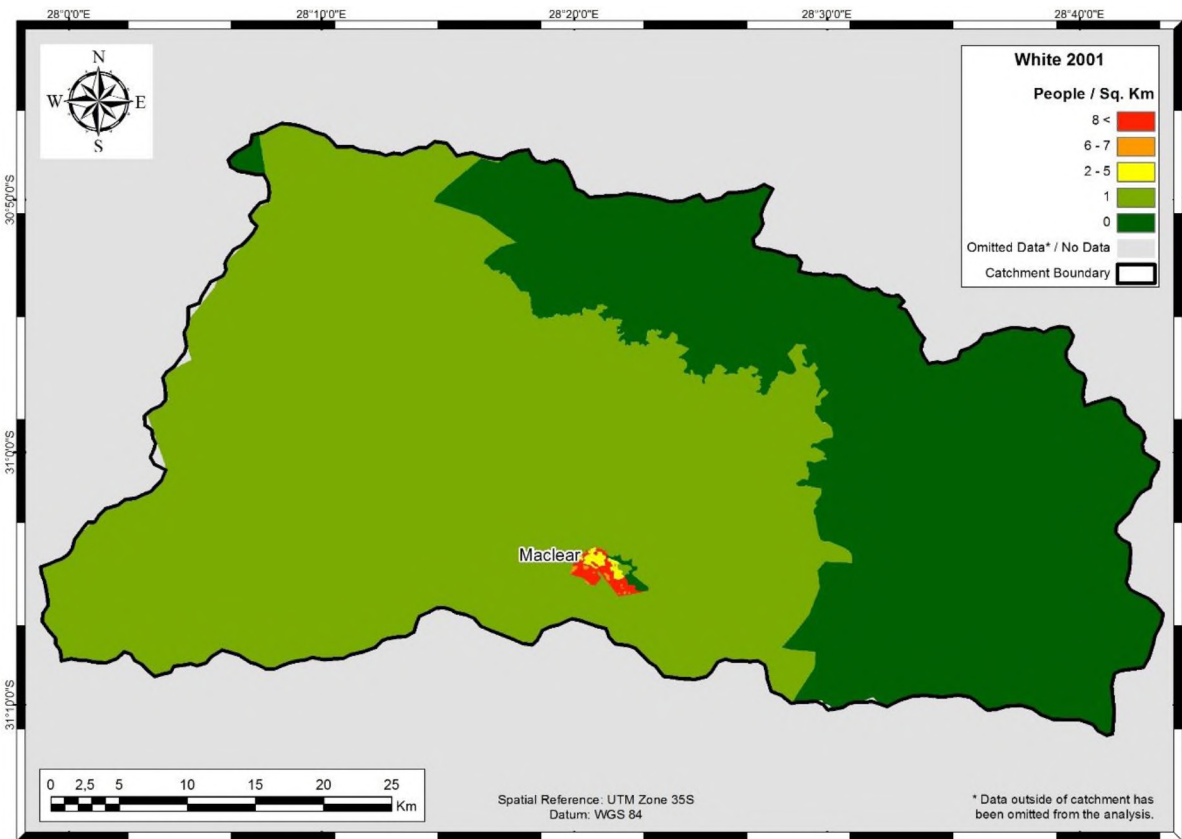 28°0'0"E
28°10'0"E
28°20'0"E
28°30'0"E
28°40'0"E
N
W
E
S
White 2001
People / Sq. Km
8 <
6 - 7
2 - 5
1
0
Omitted Data* / No Data
Catchment Boundary
30°50'0"S
31°0'0"S
31°10'0"S
Maclear
0 2,5 5 10 15 20 25
Km
Spatial Reference: UTM Zone 35S
Datum: WGS 84
* Data outside of catchment has
been omitted from the analysis.